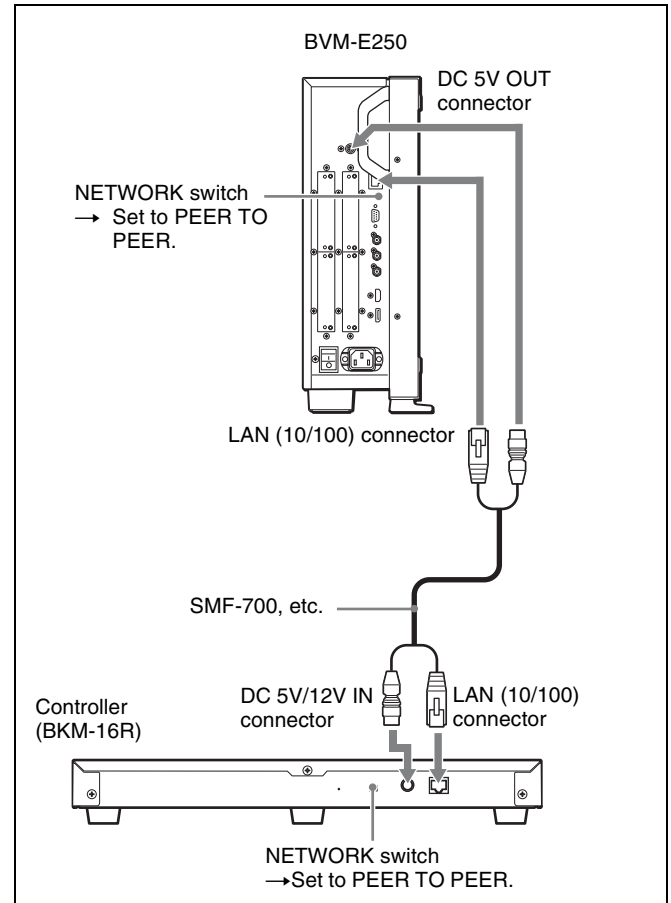 BVM-E250
DC 5V OUT
connector
NETWORK switch
→ Set to PEER TO
PEER.
LAN (10/100) connector
SMF-700, etc.
Controller
(BKM-16R)
DC 5V/12V IN
connector
LAN (10/100)
connector
NETWORK switch
→Set to PEER TO PEER.